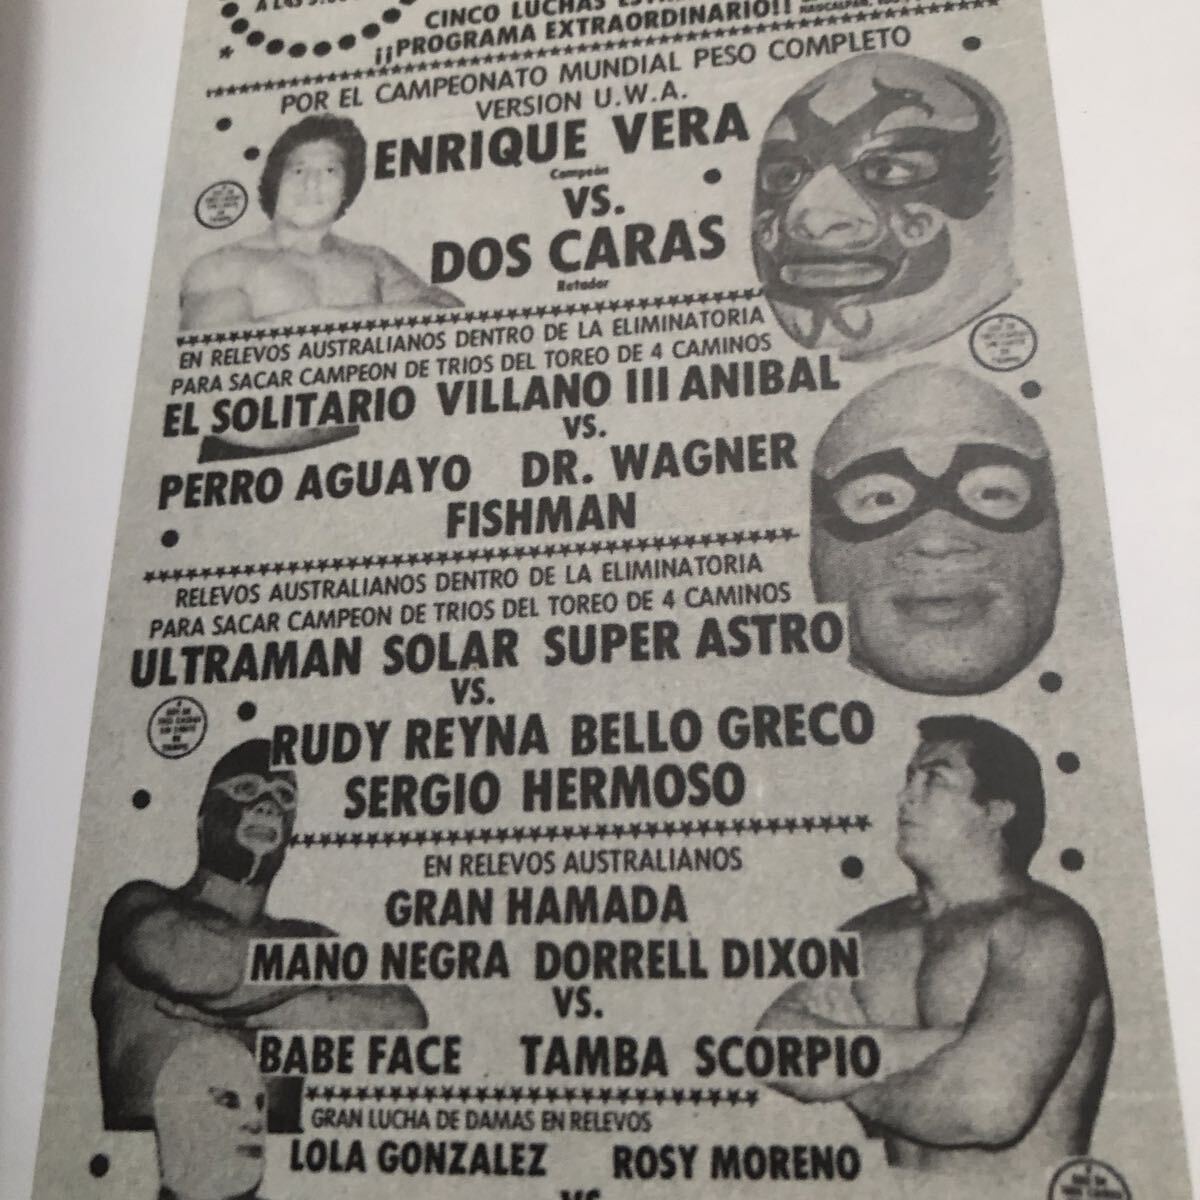 A LAS
CINCO LUCHAS
¡¡PROGRAMA EXTRAORDINARIO!!
NAUCALPAN,
POR EL CAMPEONATO MUNDIAL PESO COMPLETO
VERSION U.W.A.
ENRIQUE VERA
Campeón
VS.
DOS CARAS
Retador
EN RELEVOS AUSTRALIANOS DENTRO DE LA ELIMINATORIA
PARA SACAR CAMPEON DE TRIOS DEL TOREO DE 4 CAMINOS
EL SOLITARIO VILLANO III ANIBAL
VS.
PERRO AGUAYO DR. WAGNER
FISHMAN
RELEVOS AUSTRALIANOS DENTRO DE LA ELIMINATORIA
PARA SACAR CAMPEON DE TRIOS DEL TOREO DE 4 CAMINOS
ULTRAMAN SOLAR SUPER ASTRO
VS.
RUDY REYNA BELLO GRECO
SERGIO HERMOSO
EN RELEVOS AUSTRALIANOS
GRAN HAMADA
MANO NEGRA DORRELL DIXON
VS.
BABE FACE TAMBA SCORPIO
GRAN LUCHA DE DAMAS EN RELEVOS
LOLA GONZALEZ ROSY MORENO
VS